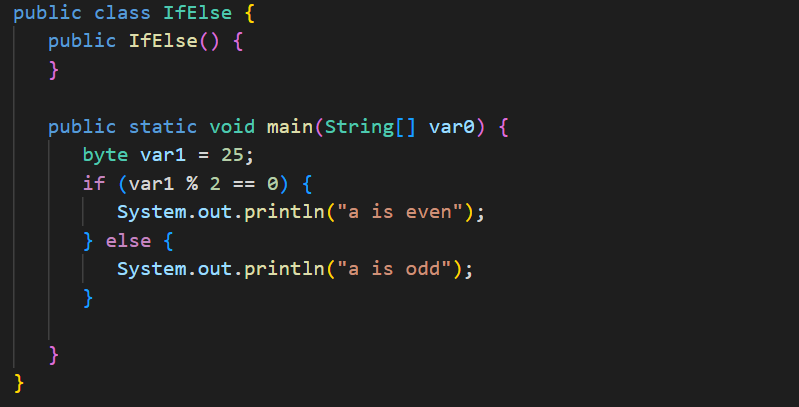 public class IfElse {
public IfElse() {
}
public static void main(String[] var0) {
byte var1 = 25;
if (var1 % 2 == 0) {
System.out.println("a is even");
} else {
System.out.println("a is odd");
}
}
}